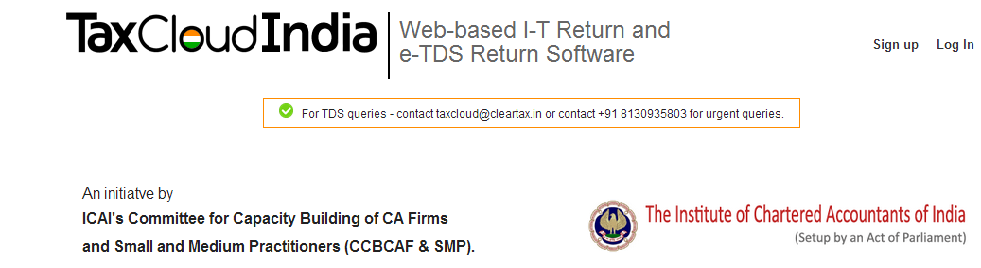 TaxCloudIndia
Web-based I-T Return and
e-TDS Return Software
Sign up Log In
For TDS queries - contact taxcloud@cleartax.in or contact +91 8130935803 for urgent queries.
An initiatve by
ICAI's Committee for Capacity Building of CA Firms
and Small and Medium Practitioners (CCBCAF & SMP).
The Institute of Chartered Accountants of India
(Setup by an Act of Parliament)